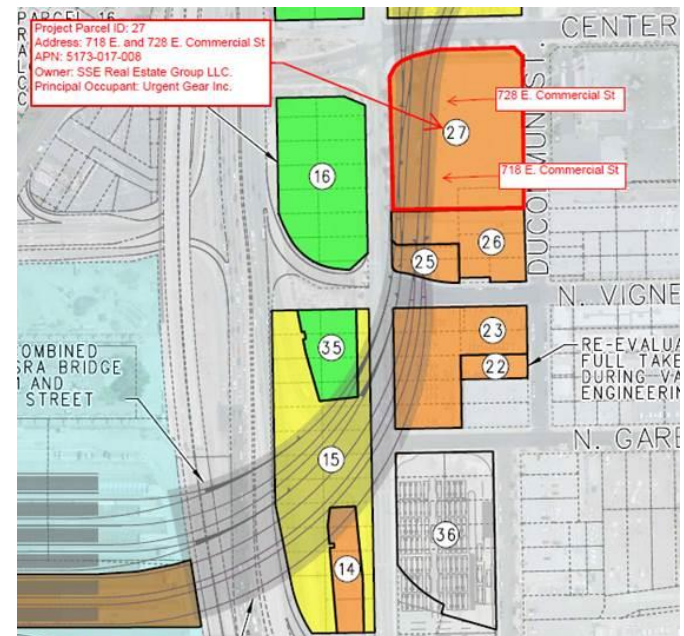 PARCEL 16
Project Parcel ID: 27
Address: 718 E. and 728 E. Commercial St
APN: 5173-017-008
Owner: SSE Real Estate Group LLC.
Principal Occupant: Urgent Gear Inc.
CENTER
728 E. Commercial St
27
16
718 E. Commercial St
DUCOMMUN ST.
26
25
N. VIGNE
23
35
OMBINED
SRA BRIDGE
M AND
STREET
22
RE-EVALUA
FULL TAKE
DURING VA
ENGINEERIN
N. GARE
15
36
14